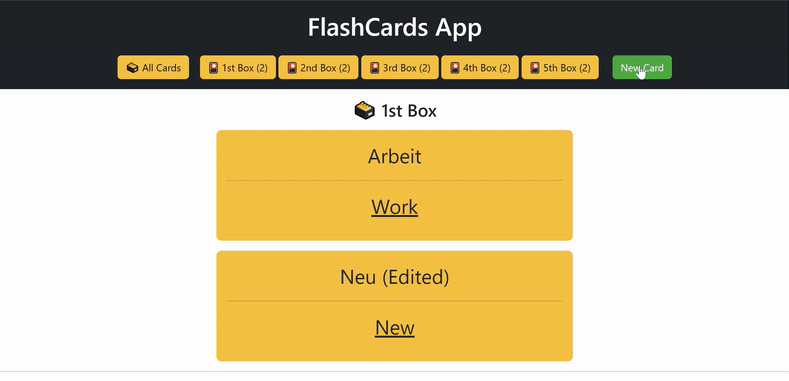 FlashCards App
All Cards 1st Box (2) 2nd Box (2) 3rd Box (2) 4th Box (2) 5th Box (2) New Card
1st Box
Arbeit
Work
Neu (Edited)
New